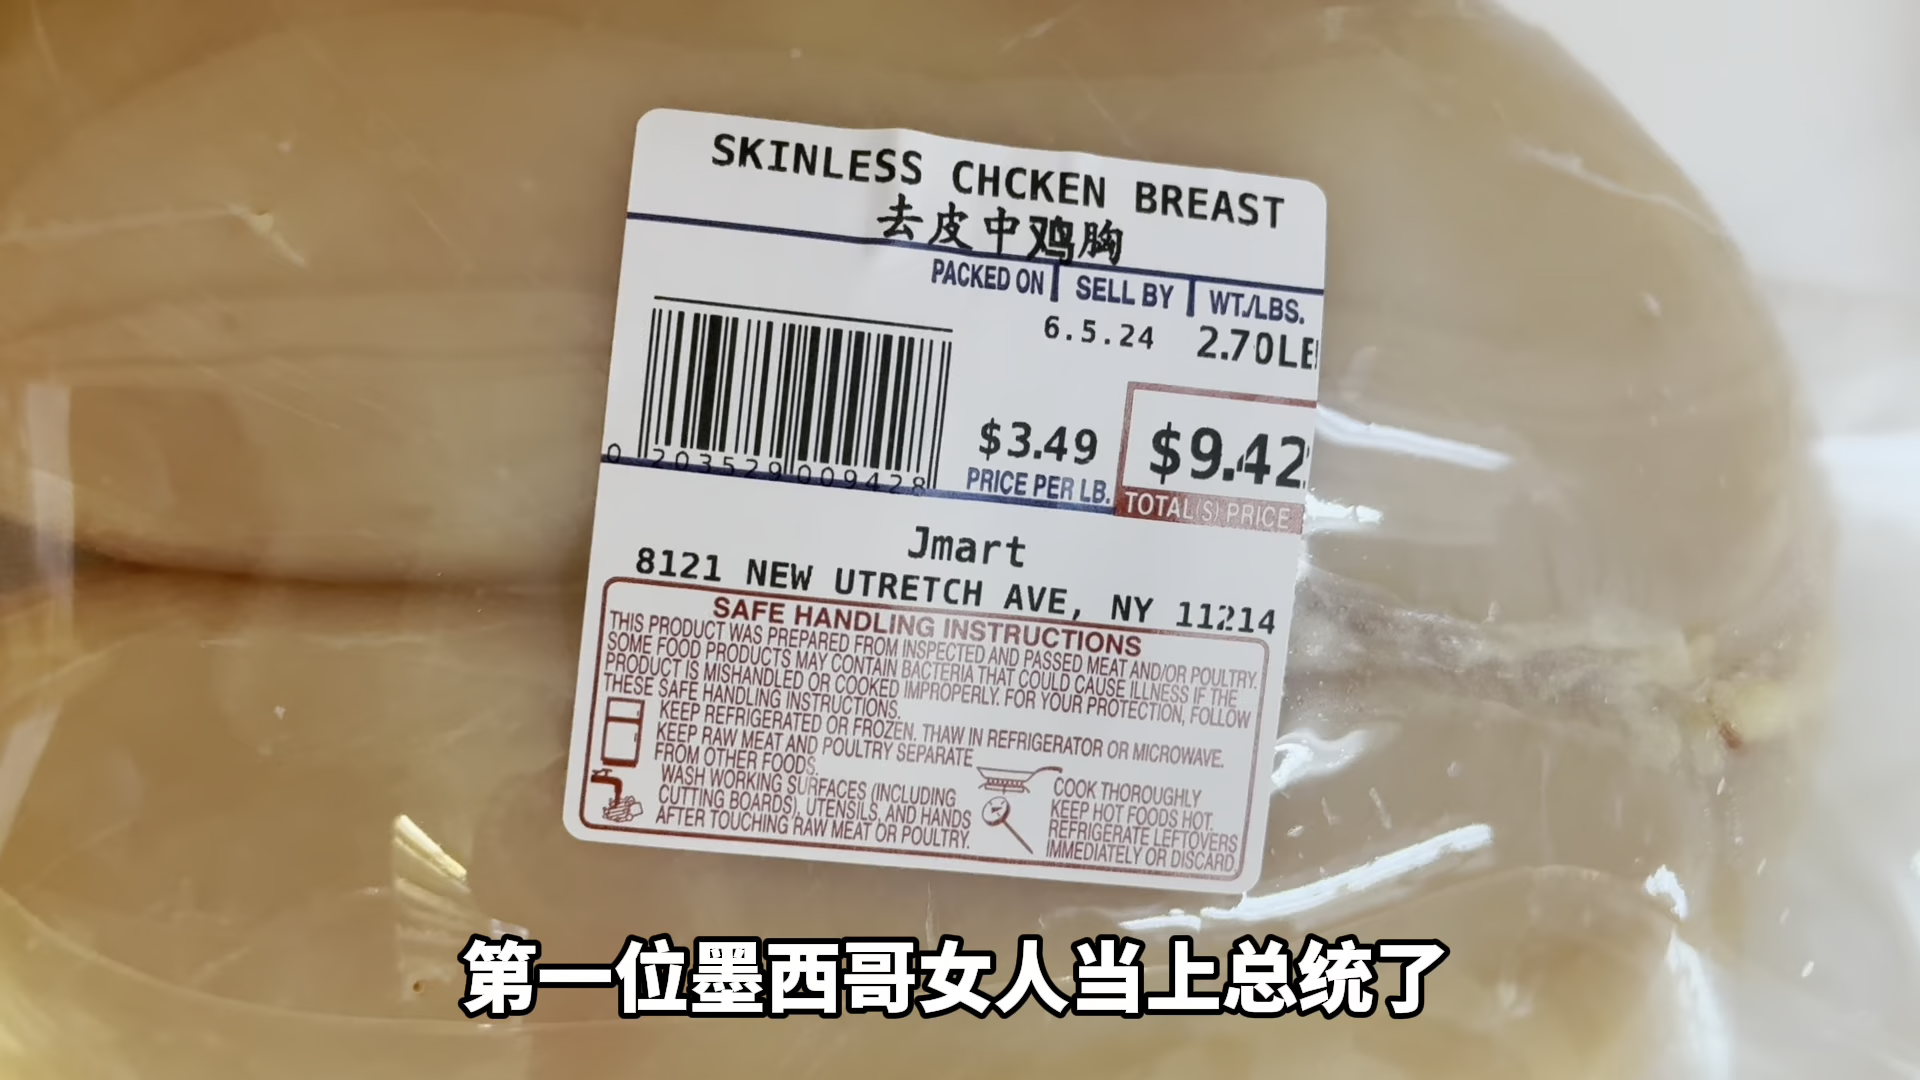 SKINLESS CHCKEN BREAST
去皮中鸡胸
PACKED ON
SELL BY
WT./LBS.
6.5.24
2.70LB
0 203529 009428
$3.49
PRICE PER LB.
$9.42
TOTAL(S) PRICE
Jmart
8121 NEW UTRETCH AVE, NY 11214
SAFE HANDLING INSTRUCTIONS
THIS PRODUCT WAS PREPARED FROM INSPECTED AND PASSED MEAT AND/OR POULTRY.
SOME FOOD PRODUCTS MAY CONTAIN BACTERIA THAT COULD CAUSE ILLNESS IF THE
PRODUCT IS MISHANDLED OR COOKED IMPROPERLY. FOR YOUR PROTECTION, FOLLOW
THESE SAFE HANDLING INSTRUCTIONS.
KEEP REFRIGERATED OR FROZEN. THAW IN REFRIGERATOR OR MICROWAVE.
KEEP RAW MEAT AND POULTRY SEPARATE
FROM OTHER FOODS.
WASH WORKING SURFACES (INCLUDING
CUTTING BOARDS), UTENSILS, AND HANDS
AFTER TOUCHING RAW MEAT OR POULTRY.
COOK THOROUGHLY
KEEP HOT FOODS HOT.
REFRIGERATE LEFTOVERS
IMMEDIATELY OR DISCARD.
第一位墨西哥女人当上总统了